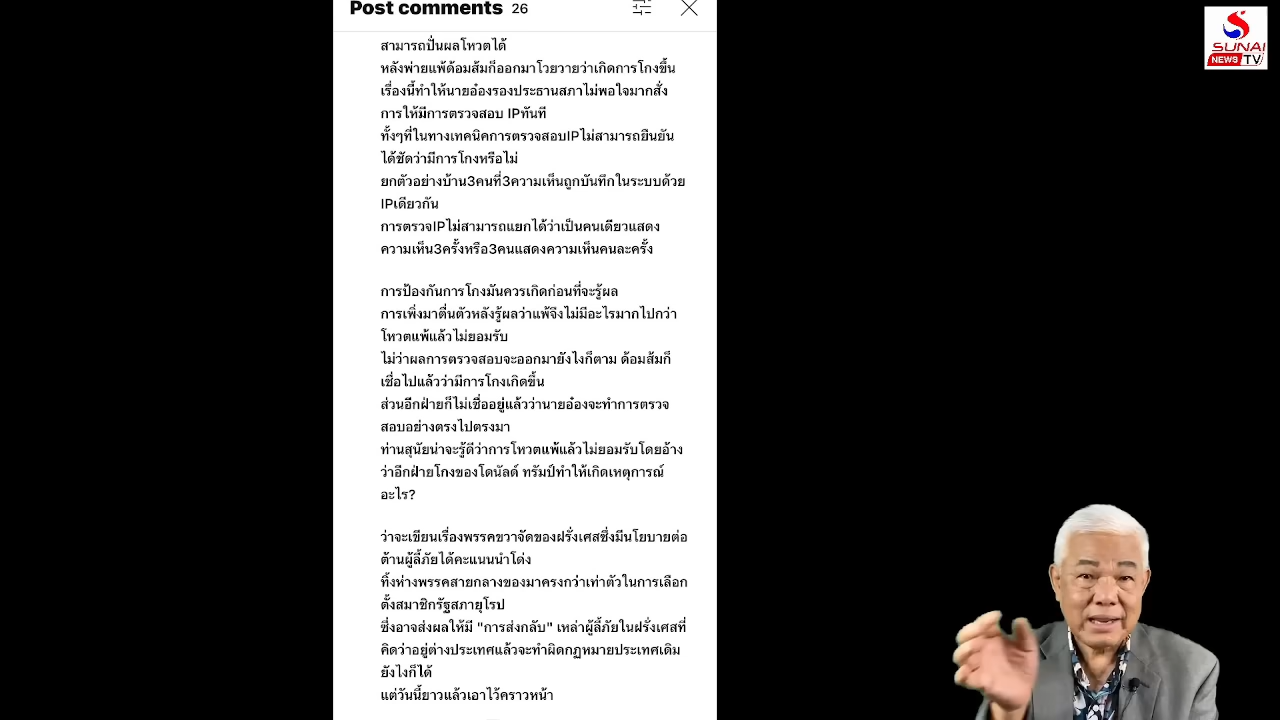 Post comments 26
SUNAI
NEWS TV
สามารถปั่นผลโหวตได้
หลังพ่ายแพ้ด้อมส้มก็ออกมาโวยวายว่าเกิดการโกงขึ้น
เรื่องนี้ทำให้นายอ๋องรองประธานสภาไม่พอใจมากสั่ง
การให้มีการตรวจสอบ IPทันที
ทั้งๆที่ในทางเทคนิคการตรวจสอบIPไม่สามารถยืนยัน
ได้ชัดว่ามีการโกงหรือไม่
ยกตัวอย่างบ้าน3คนที่3ความเห็นถูกบันทึกในระบบด้วย
IPเดียวกัน
การตรวจIPไม่สามารถแยกได้ว่าเป็นคนเดียวแสดง
ความเห็น3ครั้งหรือ3คนแสดงความเห็นคนละครั้ง
การป้องกันการโกงมันควรเกิดก่อนที่จะรู้ผล
การเพิ่งมาตื่นตัวหลังรู้ผลว่าแพ้จึงไม่มีอะไรมากไปกว่า
โหวตแพ้แล้วไม่ยอมรับ
ไม่ว่าผลการตรวจสอบจะออกมายังไงก็ตาม ด้อมส้มก็
เชื่อไปแล้วว่ามีการโกงเกิดขึ้น
ส่วนอีกฝ่ายก็ไม่เชื่ออยู่แล้วว่านายอ๋องจะทำการตรวจ
สอบอย่างตรงไปตรงมา
ท่านสุนัยน่าจะรู้ดีว่าการโหวตแพ้แล้วไม่ยอมรับโดยอ้าง
ว่าอีกฝ่ายโกงของโดนัลด์ ทรัมป์ทำให้เกิดเหตุการณ์
อะไร?
ว่าจะเขียนเรื่องพรรคขวาจัดของฝรั่งเศสซึ่งมีนโยบายต่อ
ต้านผู้ลี้ภัยได้คะแนนนำโด่ง
ทิ้งห่างพรรคสายกลางของมาครงกว่าเท่าตัวในการเลือก
ตั้งสมาชิกรัฐสภายุโรป
ซึ่งอาจส่งผลให้มี "การส่งกลับ" เหล่าผู้ลี้ภัยในฝรั่งเศสที่
คิดว่าอยู่ต่างประเทศแล้วจะทำผิดกฏหมายประเทศเดิม
ยังไงก็ได้
แต่วันนี้ยาวแล้วเอาไว้คราวหน้า